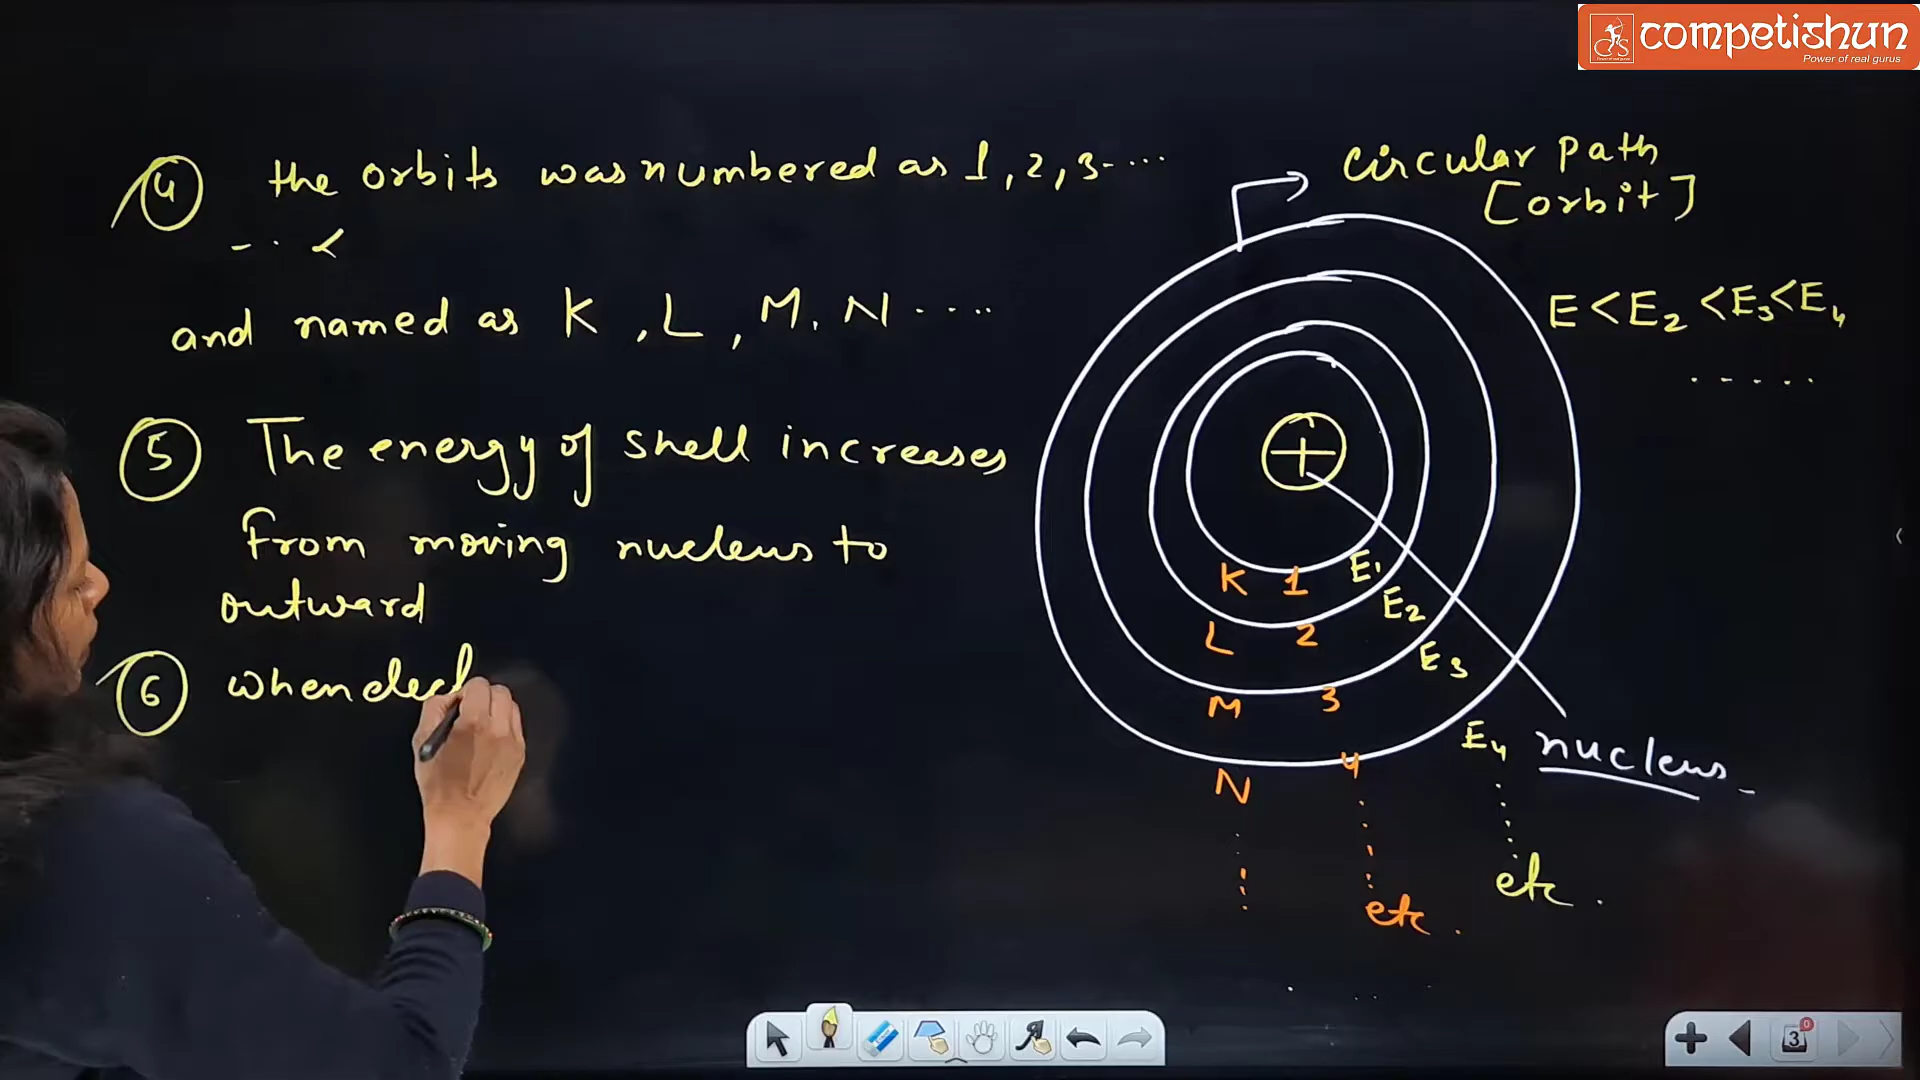 competishun
Power of real gurus
4 the orbits was numbered as 1, 2, 3- ...
and named as K, L, M, N ....
5 The energy of shell increases
from moving nucleus to
outward
6 when
circular path
[orbit]
E < E2 < E3 < E4
.....
+
K 1 E1
L 2 E2
M 3 E3
N 4 E4
nucleus
etc.
etc.
3